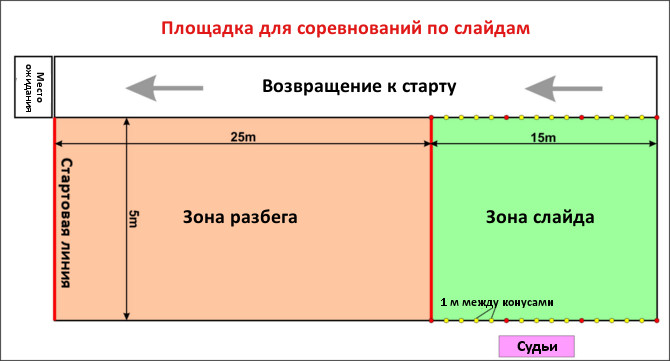 Площадка для соревнований по слайдам
Место
ожидания
Возвращение к старту
25m
15m
Стартовая линия
5m
Зона разбега
Зона слайда
1 м между конусами
Судьи